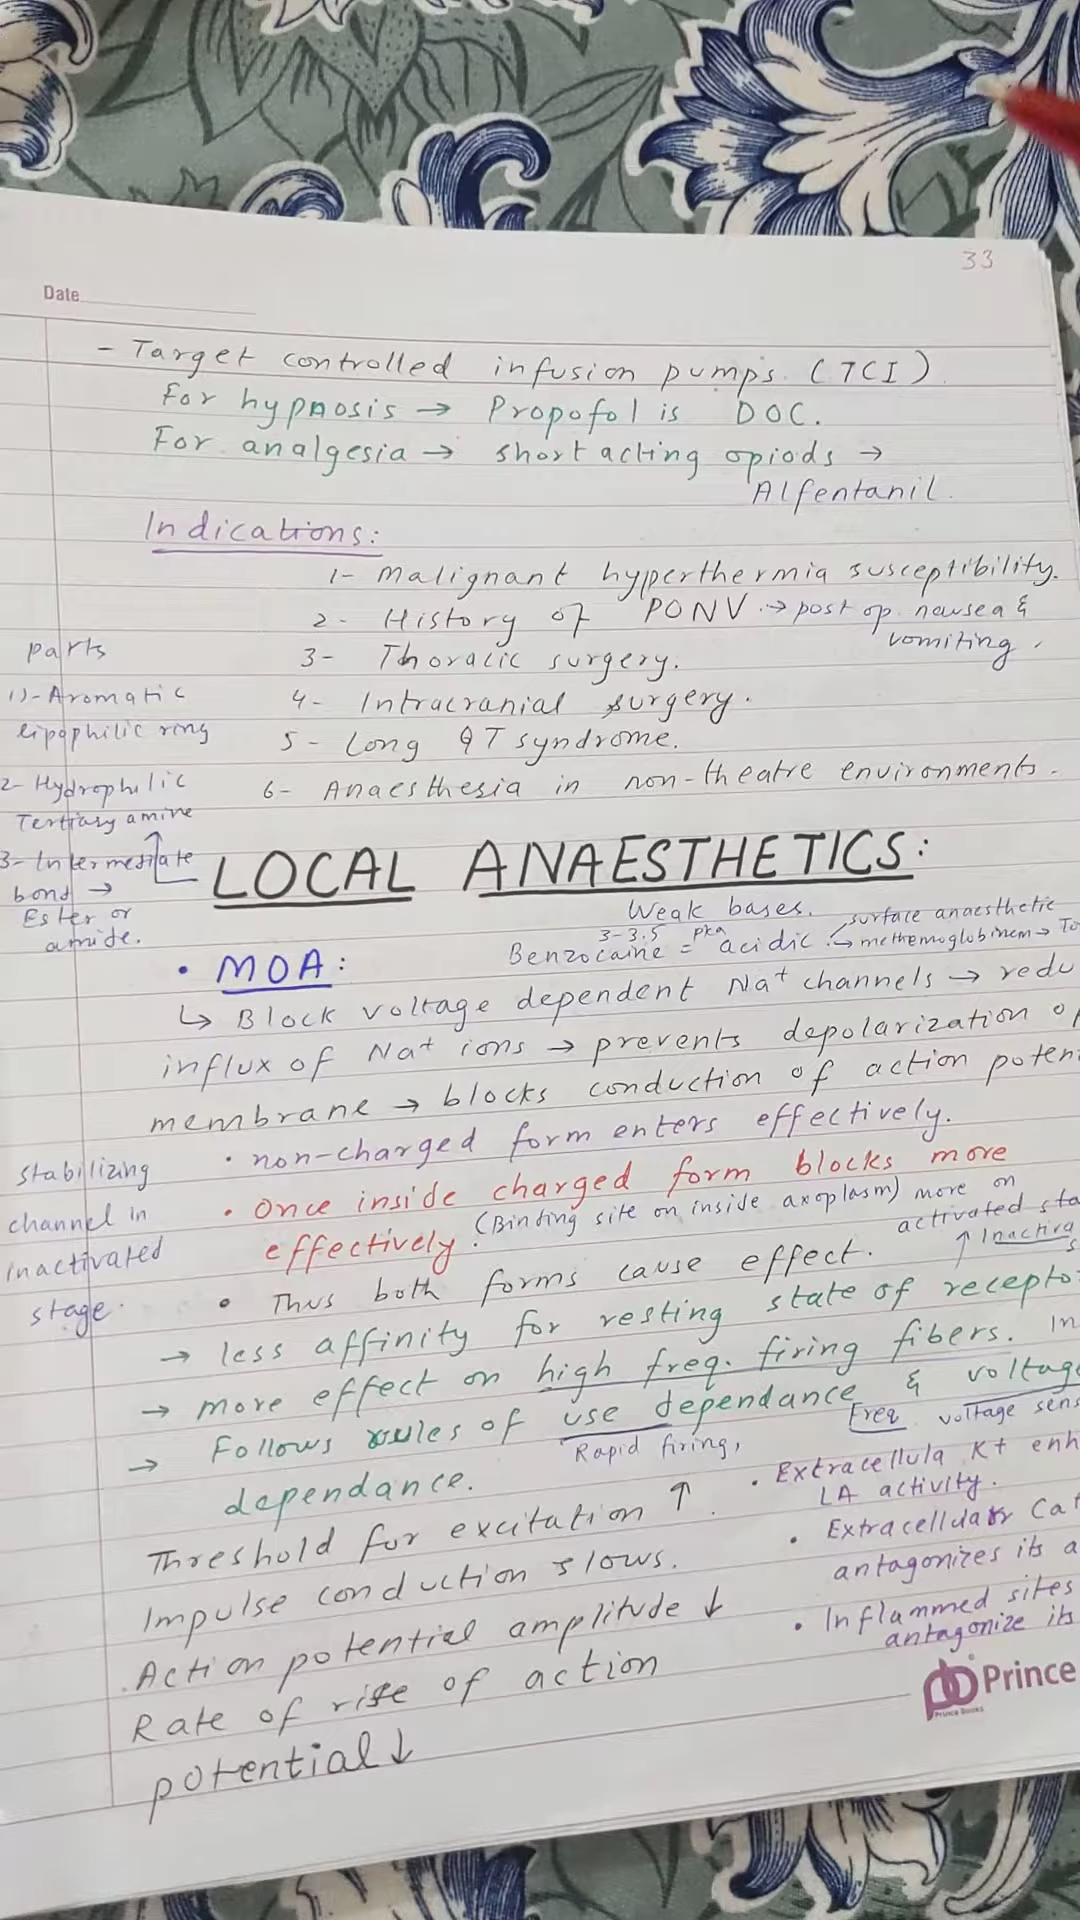 33
Date
- Target controlled infusion pumps. (TCI)
For hypnosis → Propofol is DOC.
For analgesia → short acting opiods →
Alfentanil.
Indications:
1- Malignant hyperthermia susceptibility.
2- History of PONV → post op. nausea &
vomiting.
3- Thoracic surgery.
4- Intracranial surgery.
5- Long QT syndrome.
6- Anaesthesia in non-theatre environments.
parts
1)- Aromatic
lipophilic ring
2- Hydrophilic
Tertiary amine
3- Intermediate
bond →
Ester or
amide.
LOCAL ANAESTHETICS:
Weak bases.
3-3.5 pka surface anaesthetic
Benzocaine = acidic ↳ methemoglobinem → To
• MOA:
↳ Block voltage dependent Na+ channels → redu
influx of Na+ ions → prevents depolarization of
membrane → blocks conduction of action poten
• non-charged form enters effectively.
• Once inside charged form blocks more
effectively. (Binding site on inside axoplasm) more on
activated sta
↑ Inactiva
s
• Thus both forms cause effect.
stabilizing
channel in
inactivated
stage.
→ less affinity for resting state of recepto
→ more effect on high freq. firing fibers. In
→ Follows rules of use dependance & voltage
dependance.
Rapid firing,
Freq voltage sens
Threshold for excitation ↑.
Impulse conduction slows.
Action potential amplitude ↓
Rate of rise of action
potential ↓
• Extracellula K+ enh
LA activity.
• Extracellular Ca+
antagonizes its a
• Inflammed sites
antagonize its
Prince
Prince Books